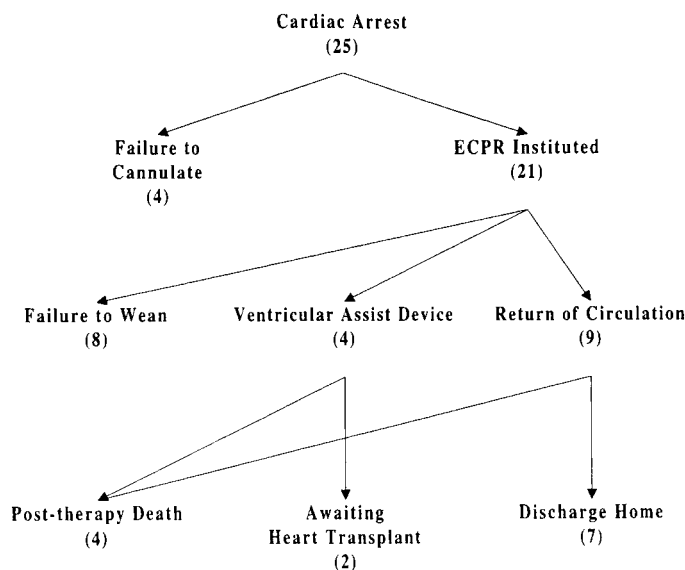 Cardiac Arrest
(25)
Failure to
Cannulate
(4)
ECPR Instituted
(21)
Failure to Wean
(8)
Ventricular Assist Device
(4)
Return of Circulation
(9)
Post-therapy Death
(4)
Awaiting
Heart Transplant
(2)
Discharge Home
(7)